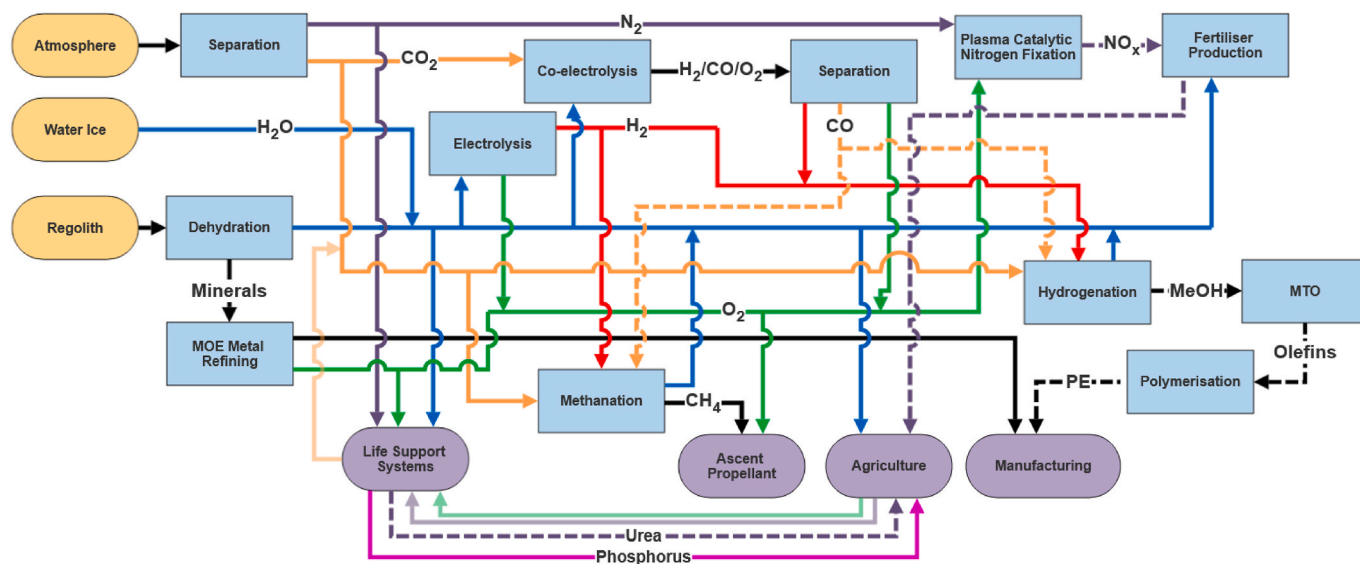 N₂
Atmosphere
Separation
CO₂
Co-electrolysis
H₂/CO/O₂
Separation
Plasma Catalytic
Nitrogen Fixation
NOₓ
Fertiliser
Production
Water Ice
H₂O
Electrolysis
H₂
CO
Regolith
Dehydration
Minerals
Hydrogenation
MeOH
MTO
O₂
MOE Metal
Refining
Olefins
Methanation
CH₄
PE
Polymerisation
Life Support
Systems
Ascent
Propellant
Agriculture
Manufacturing
Urea
Phosphorus